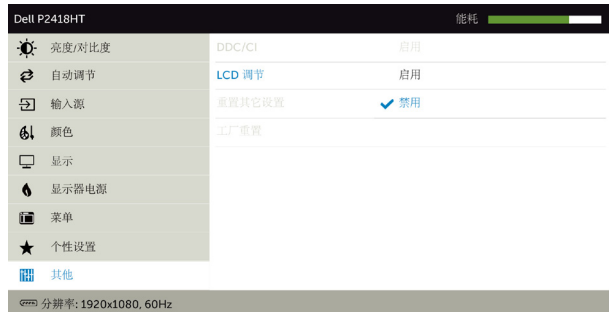 Dell P2418HT 能耗
亮度/对比度 DDC/CI 启用
自动调节 LCD 调节 启用
输入源 重置其它设置 禁用
颜色 工厂重置
显示
显示器电源
菜单
个性设置
其他
分辨率: 1920x1080, 60Hz